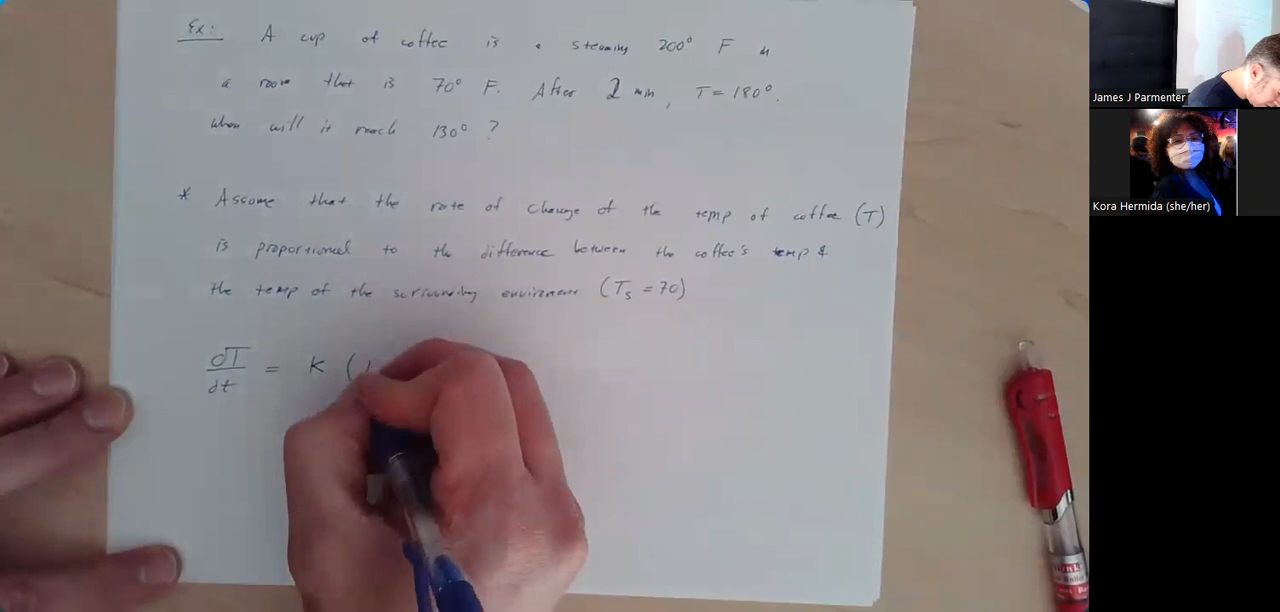 Ex: A cup of coffee is a steaming 200° F in
a room that is 70° F. After 2 min, T = 180°.
when will it reach 130° ?
* Assume that the rate of change of the temp of coffee (T)
is proportional to the difference between the coffee's temp &
the temp of the surrounding environment (Ts = 70)
dT/dt = K (
James J Parmenter
Kora Hermida (she/her)